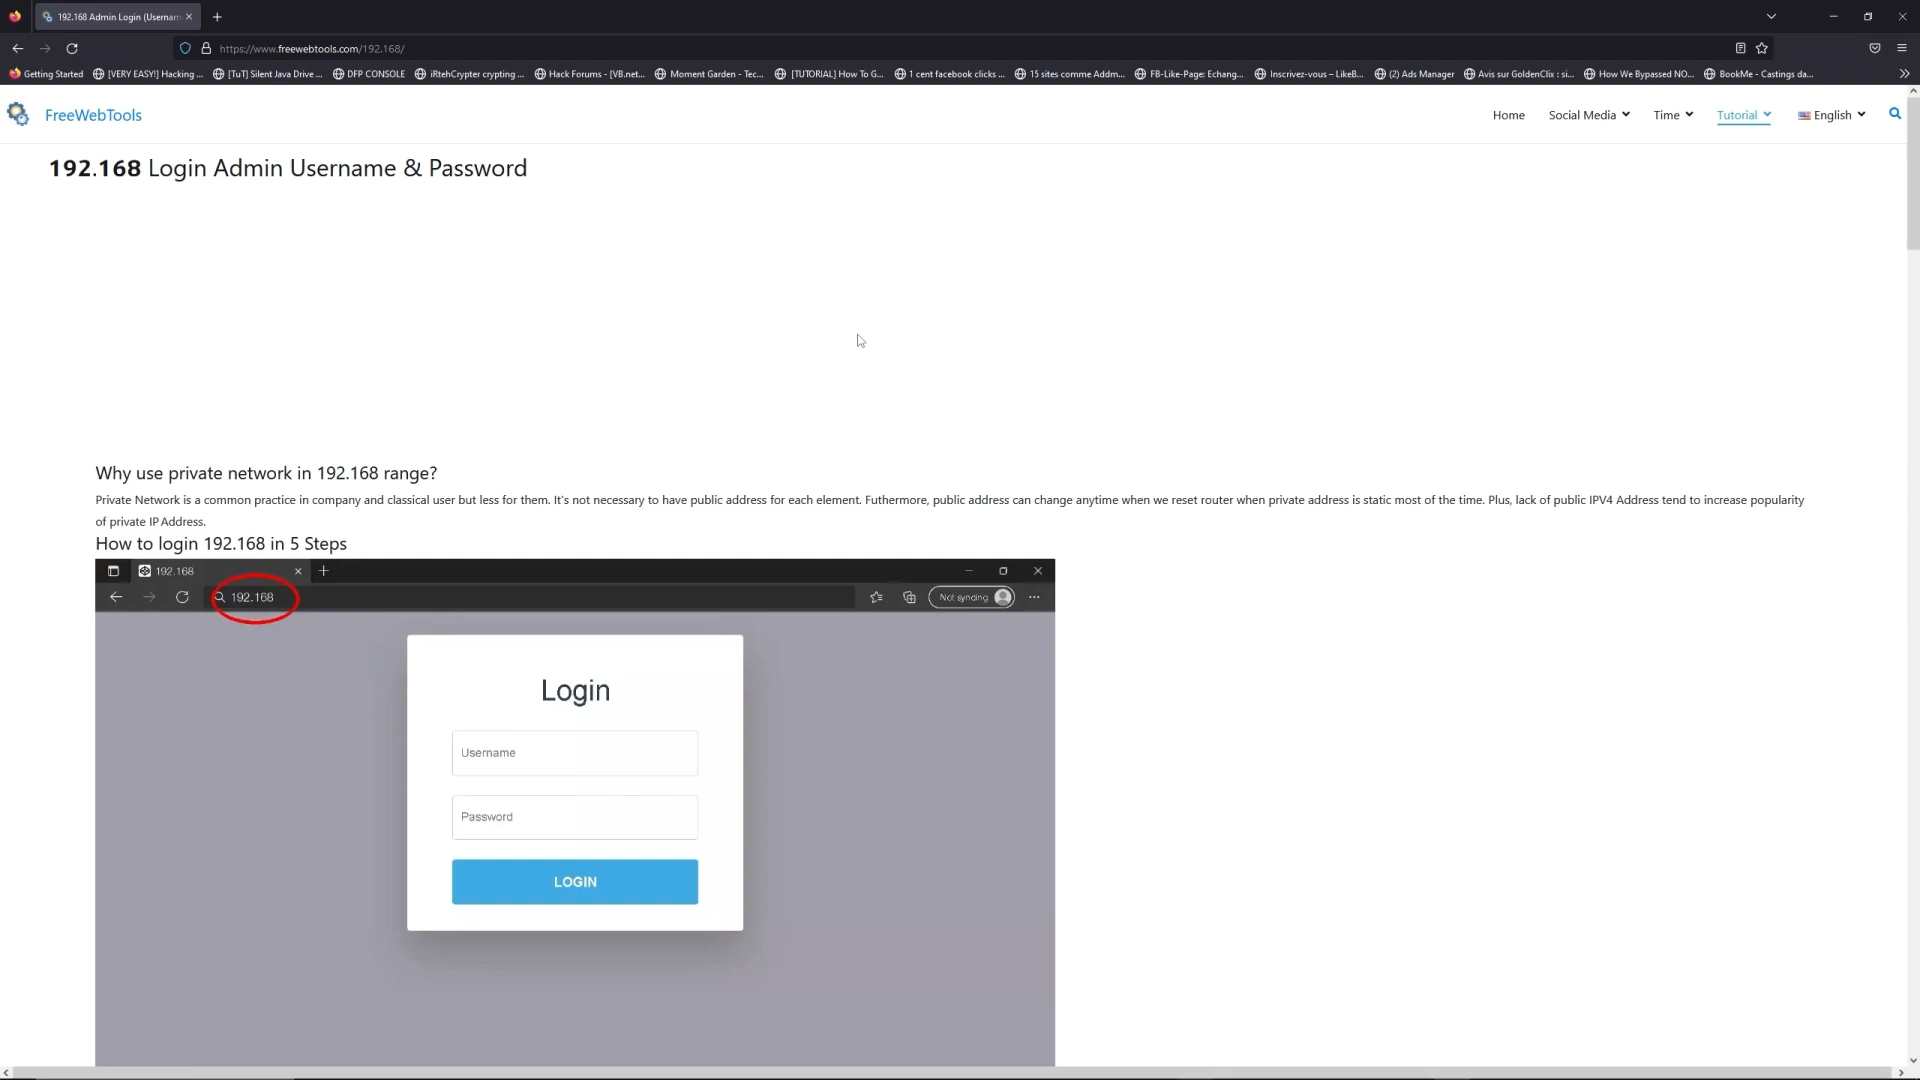 192.168 Admin Login (Usernam
https://www.freewebtools.com/192.168/
Getting Started
[VERY EASY!] Hacking ...
[TuT] Silent Java Drive ...
DFP CONSOLE
iRtehCrypter crypting ...
Hack Forums - [VB.net...
Moment Garden - Tec...
[TUTORIAL] How To G...
1 cent facebook clicks ...
15 sites comme Addm...
FB-Like-Page: Echang...
Inscrivez-vous – LikeB...
(2) Ads Manager
Avis sur GoldenClix : si...
How We Bypassed NO...
BookMe - Castings da...
FreeWebTools
Home
Social Media
Time
Tutorial
English
192.168 Login Admin Username & Password
Why use private network in 192.168 range?
Private Network is a common practice in company and classical user but less for them. It's not necessary to have public address for each element. Futhermore, public address can change anytime when we reset router when private address is static most of the time. Plus, lack of public IPV4 Address tend to increase popularity
of private IP Address.
How to login 192.168 in 5 Steps
192.168
192.168
Not syncing
Login
Username
Password
LOGIN